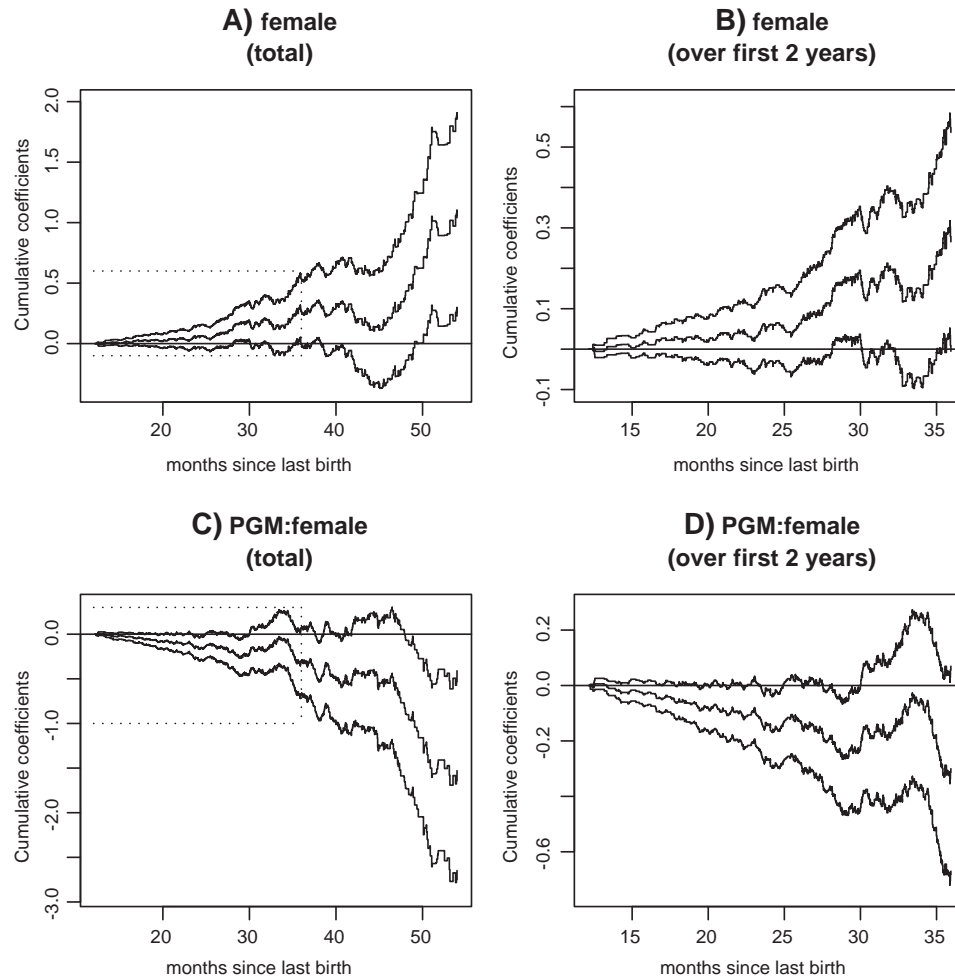 A) female
(total)
Cumulative coefficients
2.0
1.5
1.0
0.5
0.0
20 30 40 50
months since last birth
B) female
(over first 2 years)
Cumulative coefficients
0.5
0.3
0.1
-0.1
15 20 25 30 35
months since last birth
C) PGM:female
(total)
Cumulative coefficients
0.0
-1.0
-2.0
-3.0
20 30 40 50
months since last birth
D) PGM:female
(over first 2 years)
Cumulative coefficients
0.2
0.0
-0.2
-0.6
15 20 25 30 35
months since last birth